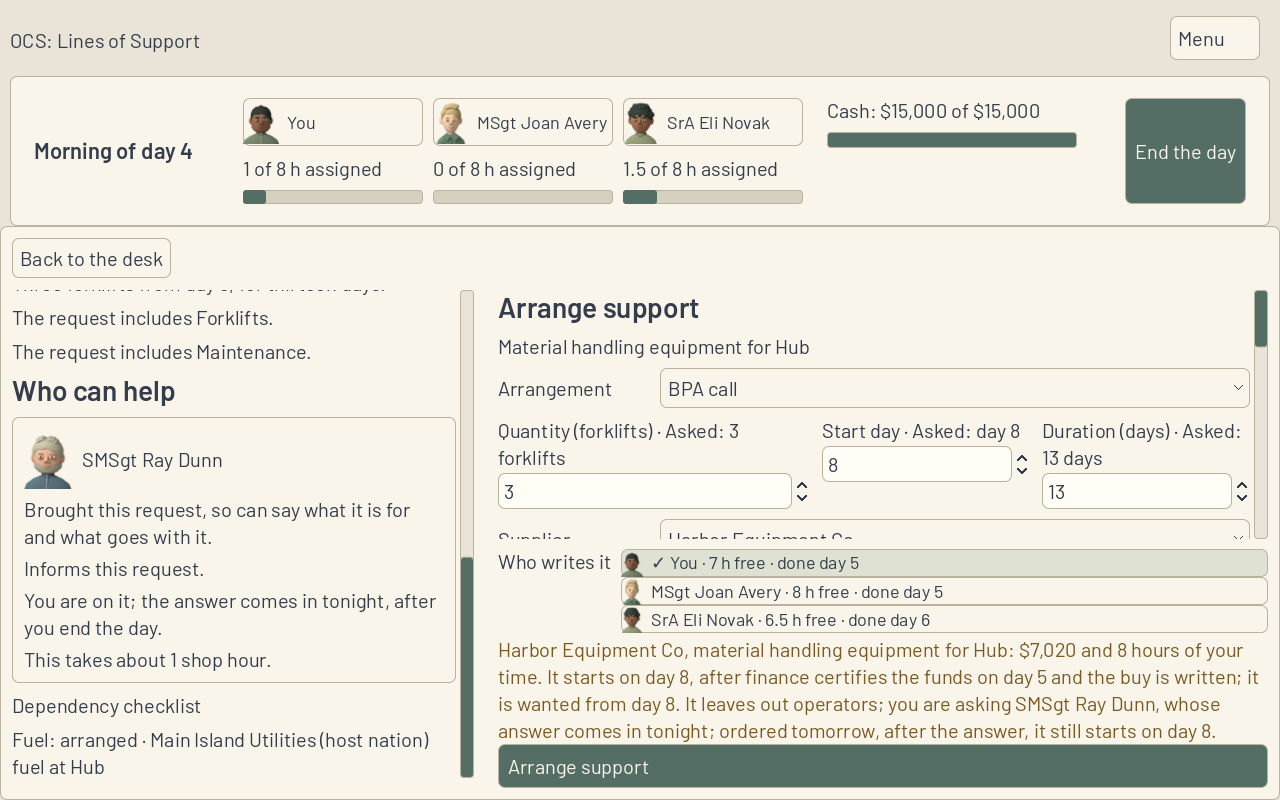 OCS: Lines of Support
Menu
Morning of day 4
You
1 of 8 h assigned
MSgt Joan Avery
0 of 8 h assigned
SrA Eli Novak
1.5 of 8 h assigned
Cash: $15,000 of $15,000
End the day
Back to the desk
Three forklifts from day 8, for thirteen days.
The request includes Forklifts.
The request includes Maintenance.
Who can help
SMSgt Ray Dunn
Brought this request, so can say what it is for
and what goes with it.
Informs this request.
You are on it; the answer comes in tonight, after
you end the day.
This takes about 1 shop hour.
Dependency checklist
Fuel: arranged · Main Island Utilities (host nation)
fuel at Hub
Arrange support
Material handling equipment for Hub
Arrangement
BPA call
Quantity (forklifts) · Asked: 3
forklifts
3
Start day · Asked: day 8
8
Duration (days) · Asked:
13 days
13
Supplier
Harbor Equipment Co
Who writes it
✓ You · 7 h free · done day 5
MSgt Joan Avery · 8 h free · done day 5
SrA Eli Novak · 6.5 h free · done day 6
Harbor Equipment Co, material handling equipment for Hub: $7,020 and 8 hours of your
time. It starts on day 8, after finance certifies the funds on day 5 and the buy is written; it
is wanted from day 8. It leaves out operators; you are asking SMSgt Ray Dunn, whose
answer comes in tonight; ordered tomorrow, after the answer, it still starts on day 8.
Arrange support